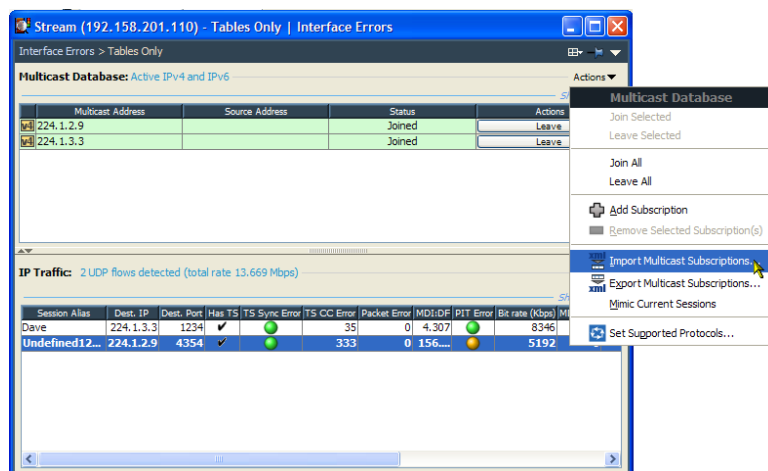 Stream (192.158.201.110) - Tables Only | Interface Errors
Interface Errors > Tables Only
Multicast Database: Active IPv4 and IPv6
Actions
Multicast Address Source Address Status Actions
v4 224.1.2.9 Joined Leave
v4 224.1.3.3 Joined Leave
Multicast Database
Join Selected
Leave Selected
Join All
Leave All
Add Subscription
Remove Selected Subscription(s)
xml Import Multicast Subscriptions...
xml Export Multicast Subscriptions...
Mimic Current Sessions
Set Supported Protocols...
IP Traffic: 2 UDP flows detected (total rate 13.669 Mbps)
Session Alias Dest. IP Dest. Port Has TS TS Sync Error TS CC Error Packet Error MDI:DF PIT Error Bit rate (Kbps)
Dave 224.1.3.3 1234 ✔ 35 0 4.307 8346
Undefined12... 224.1.2.9 4354 ✔ 333 0 156.... 5192